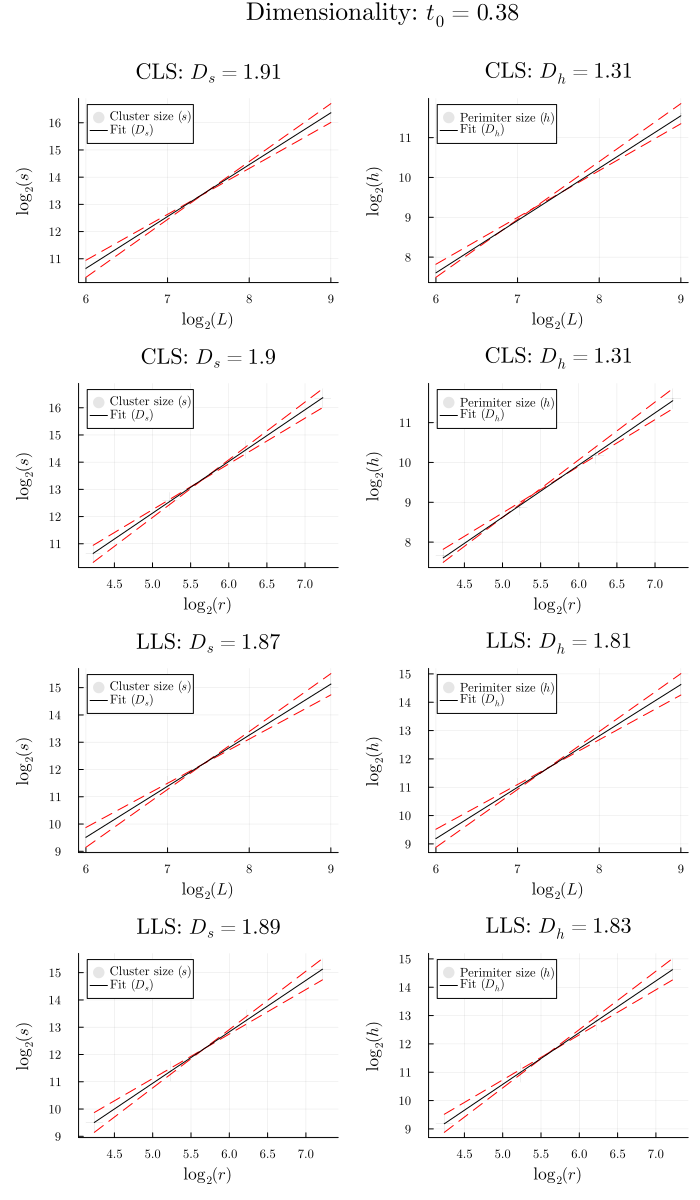 Dimensionality: t₀ = 0.38
CLS: Dₛ = 1.91
16
15
14
13
12
11
6 7 8 9
log₂(s)
log₂(L)
Cluster size (s)
Fit (Dₛ)
CLS: Dₕ = 1.31
11
10
9
8
6 7 8 9
log₂(h)
log₂(L)
Perimiter size (h)
Fit (Dₕ)
CLS: Dₛ = 1.9
16
15
14
13
12
11
4.5 5.0 5.5 6.0 6.5 7.0
log₂(s)
log₂(r)
Cluster size (s)
Fit (Dₛ)
CLS: Dₕ = 1.31
11
10
9
8
4.5 5.0 5.5 6.0 6.5 7.0
log₂(h)
log₂(r)
Perimiter size (h)
Fit (Dₕ)
LLS: Dₛ = 1.87
15
14
13
12
11
10
9
6 7 8 9
log₂(s)
log₂(L)
Cluster size (s)
Fit (Dₛ)
LLS: Dₕ = 1.81
15
14
13
12
11
10
9
6 7 8 9
log₂(h)
log₂(L)
Perimiter size (h)
Fit (Dₕ)
LLS: Dₛ = 1.89
15
14
13
12
11
10
9
4.5 5.0 5.5 6.0 6.5 7.0
log₂(s)
log₂(r)
Cluster size (s)
Fit (Dₛ)
LLS: Dₕ = 1.83
15
14
13
12
11
10
9
4.5 5.0 5.5 6.0 6.5 7.0
log₂(h)
log₂(r)
Perimiter size (h)
Fit (Dₕ)